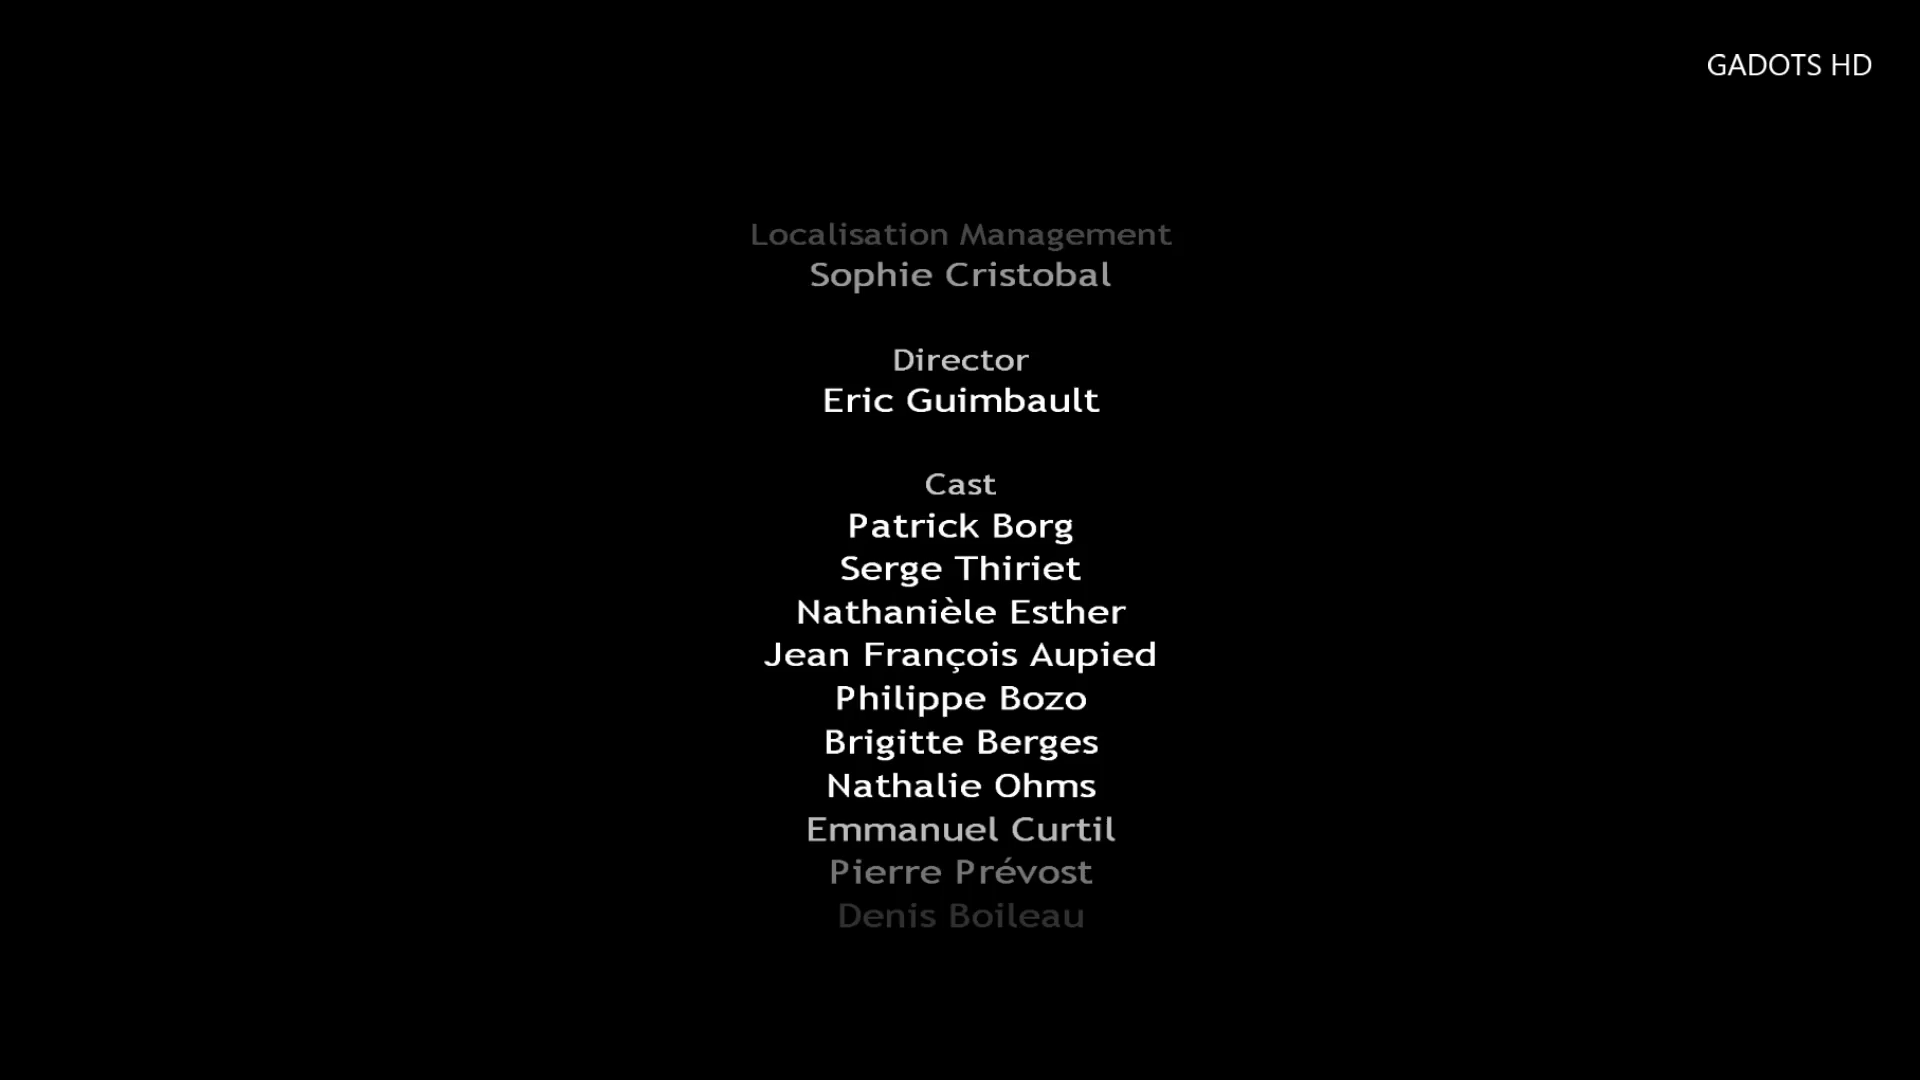 GADOTS HD
Localisation Management
Sophie Cristobal
Director
Eric Guimbault
Cast
Patrick Borg
Serge Thiriet
Nathanièle Esther
Jean François Aupied
Philippe Bozo
Brigitte Berges
Nathalie Ohms
Emmanuel Curtil
Pierre Prévost
Denis Boileau